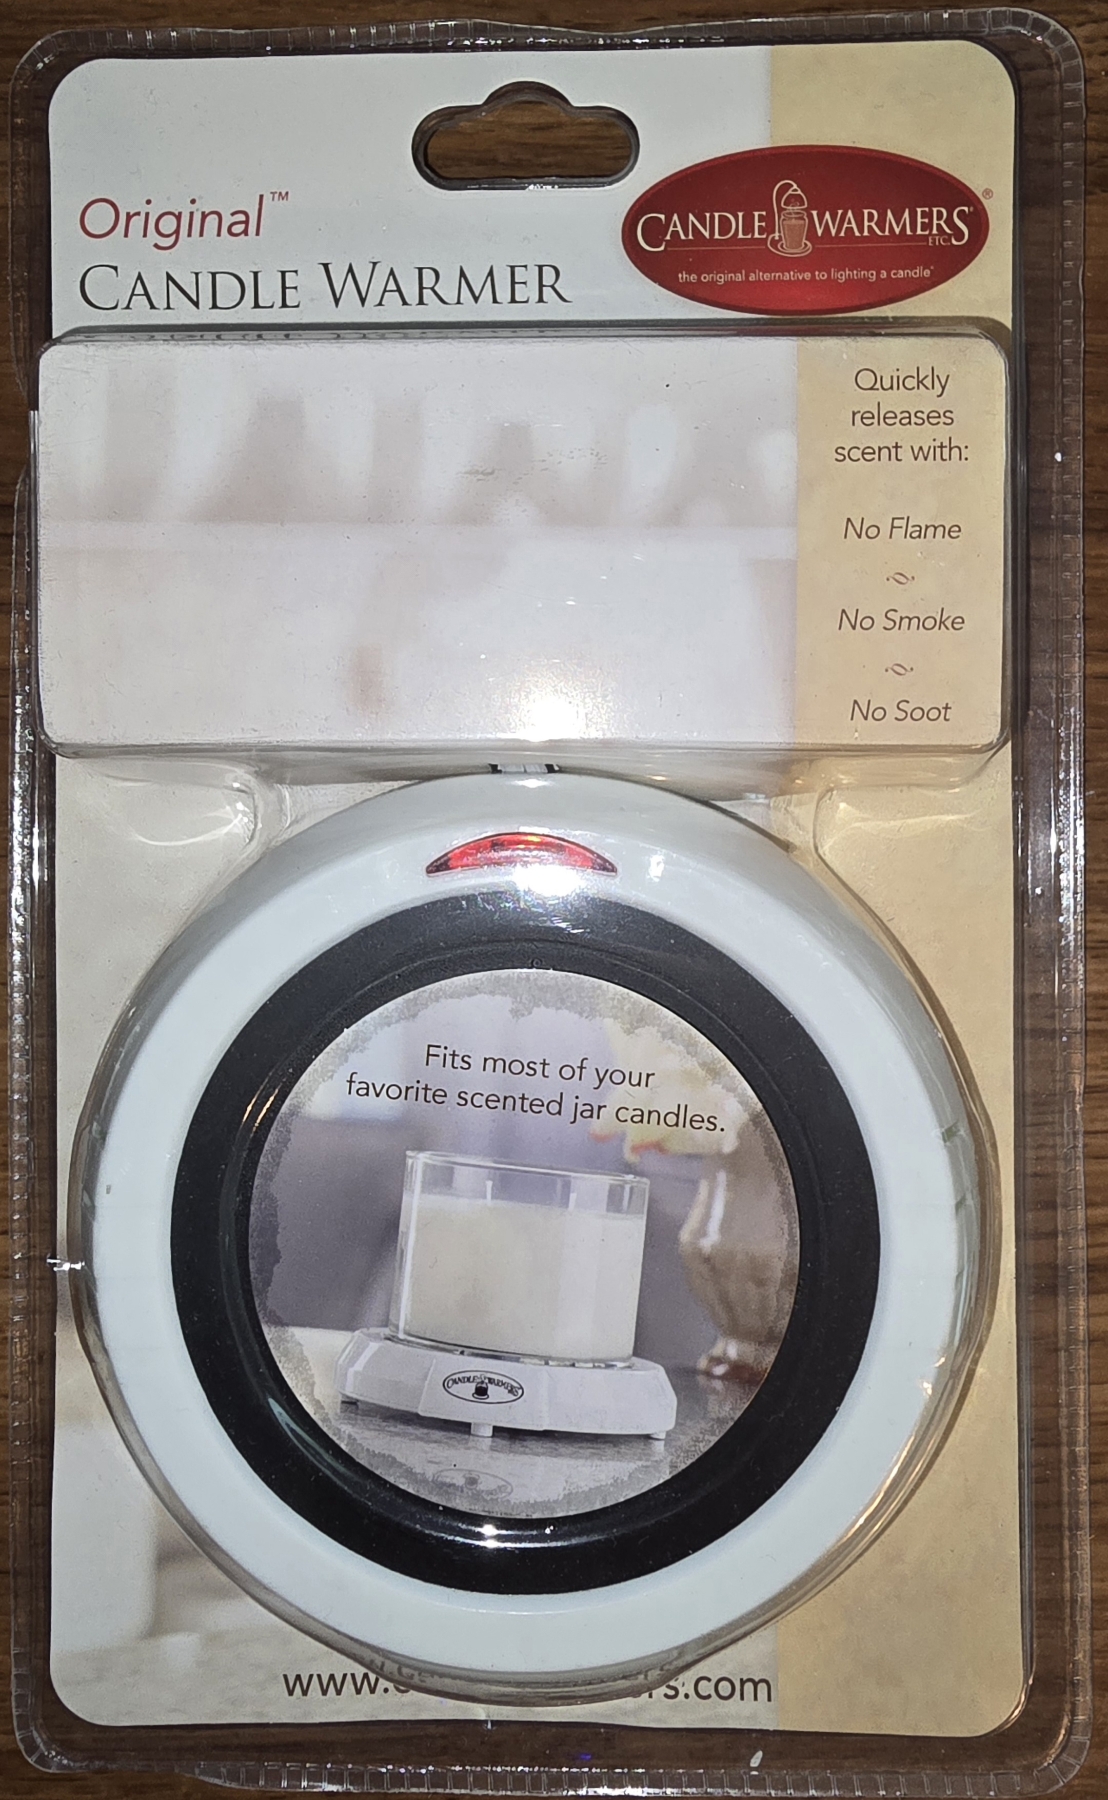 Original™
CANDLE WARMER
CANDLE WARMERS®
ETC.
the original alternative to lighting a candle®
Quickly
releases
scent with:
No Flame
No Smoke
No Soot
Fits most of your
favorite scented jar candles.
CANDLE WARMERS
www.c rs.com